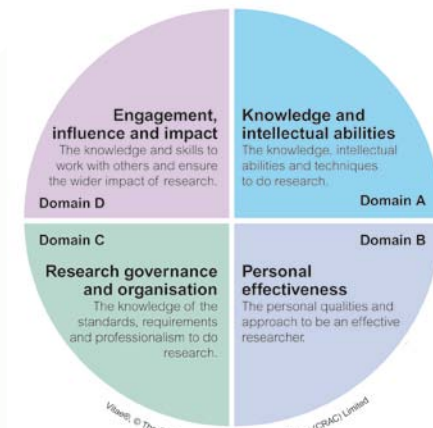 Engagement,
influence and impact
The knowledge and skills to
work with others and ensure
the wider impact of research.
Domain D
Knowledge and
intellectual abilities
The knowledge, intellectual
abilities and techniques
to do research.
Domain A
Domain C
Research governance
and organisation
The knowledge of the
standards, requirements
and professionalism to do
research.
Domain B
Personal
effectiveness
The personal qualities and
approach to be an effective
researcher.
Vitae®, ©
(CRAC) Limited